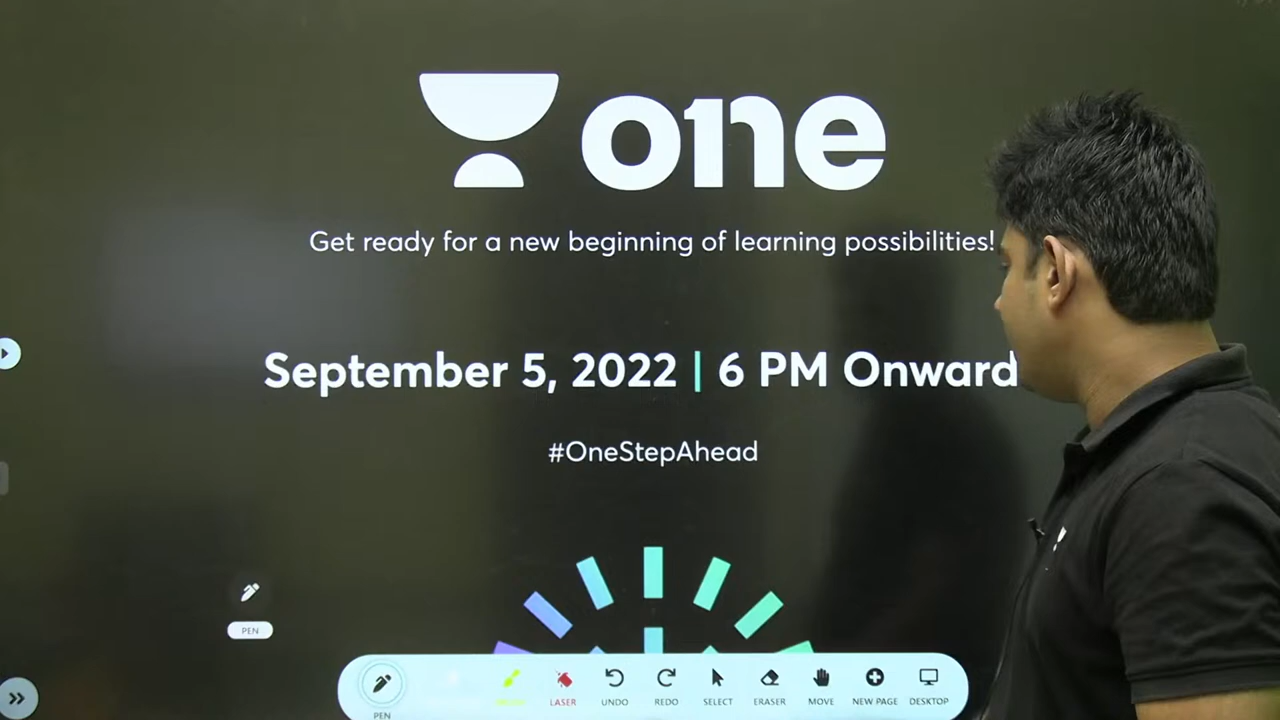 one
Get ready for a new beginning of learning possibilities!
September 5, 2022 | 6 PM Onward
#OneStepAhead
PEN
PEN
LASER
UNDO
REDO
SELECT
ERASER
MOVE
NEW PAGE
DESKTOP